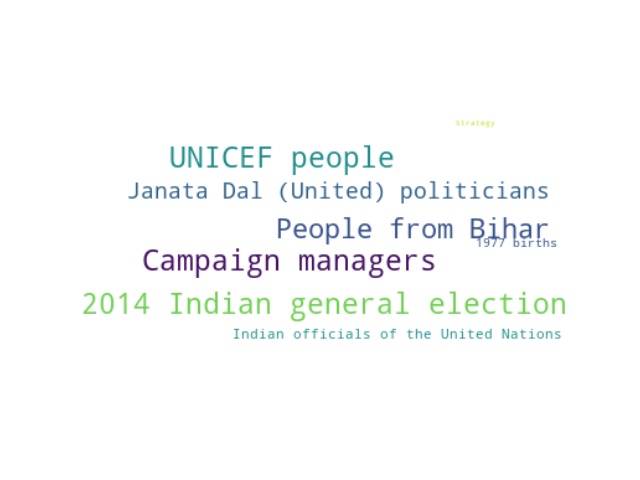 Strategy
UNICEF people
Janata Dal (United) politicians
People from Bihar
1977 births
Campaign managers
2014 Indian general election
Indian officials of the United Nations